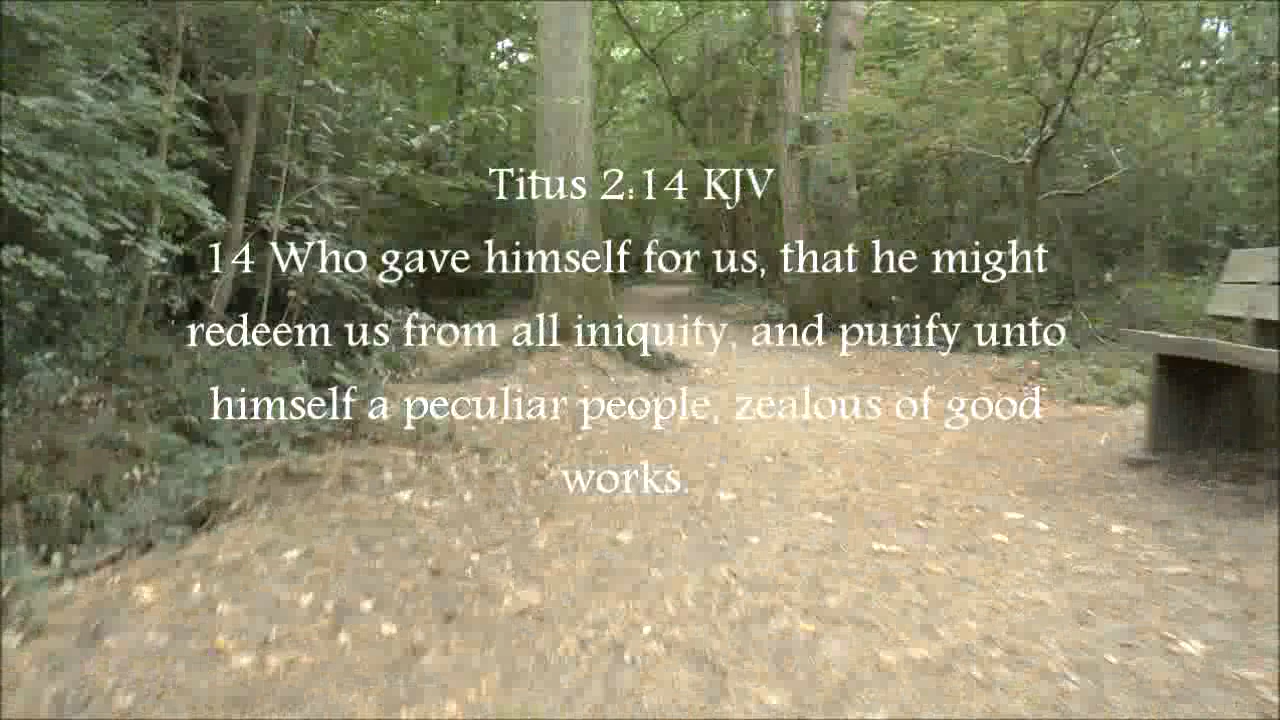 Titus 2:14 KJV
14 Who gave himself for us, that he might
redeem us from all iniquity, and purify unto
himself a peculiar people, zealous of good
works.